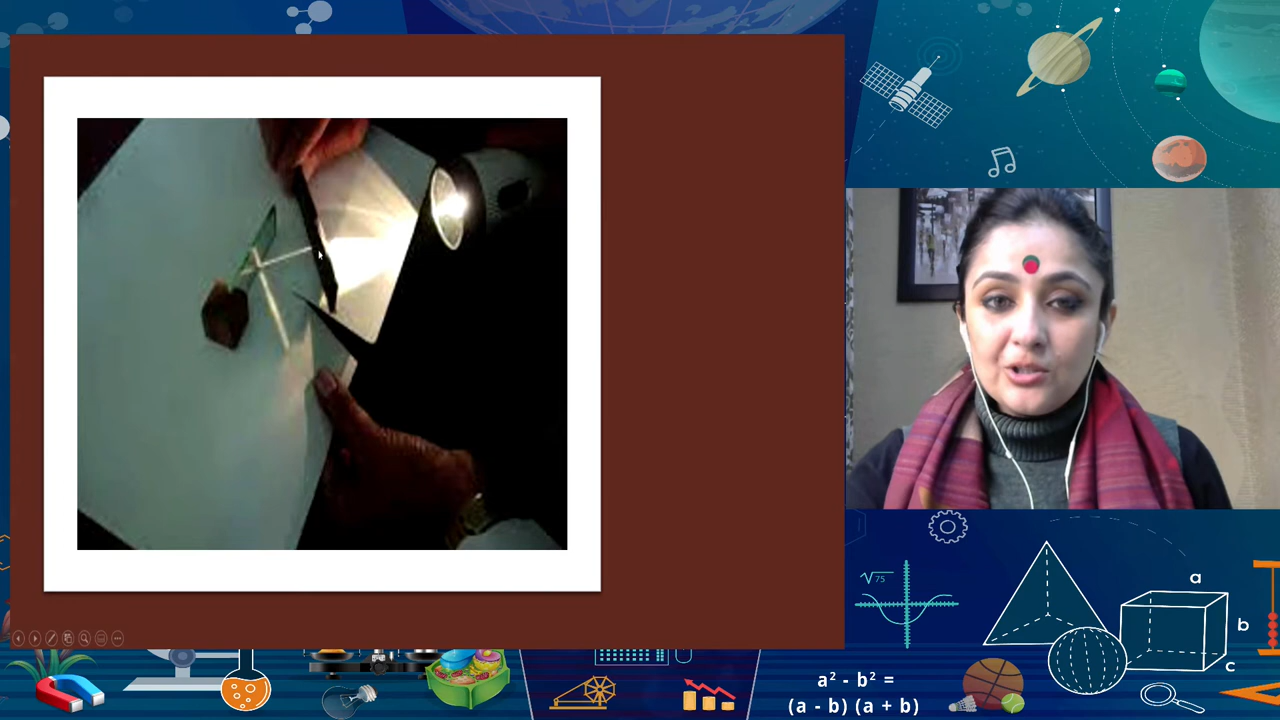 √75
a
b
c
a² - b² =
(a - b) (a + b)